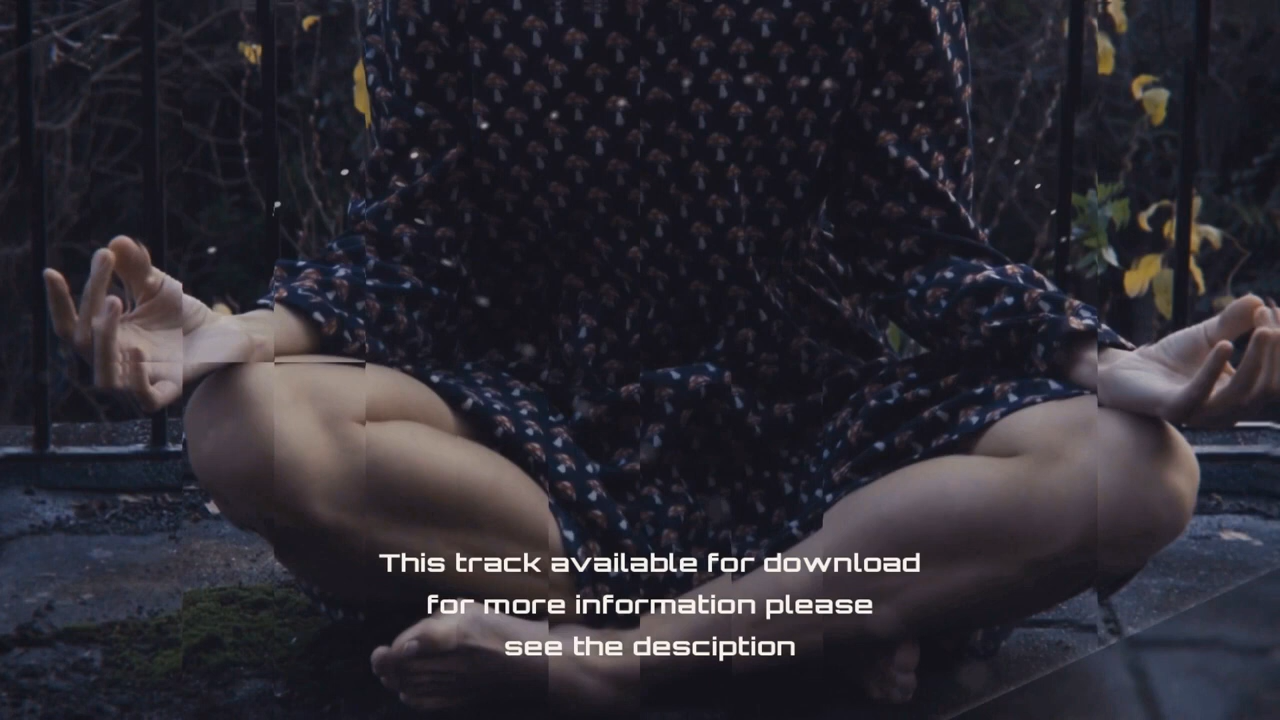 This track available for download
for more information please
see the desciption